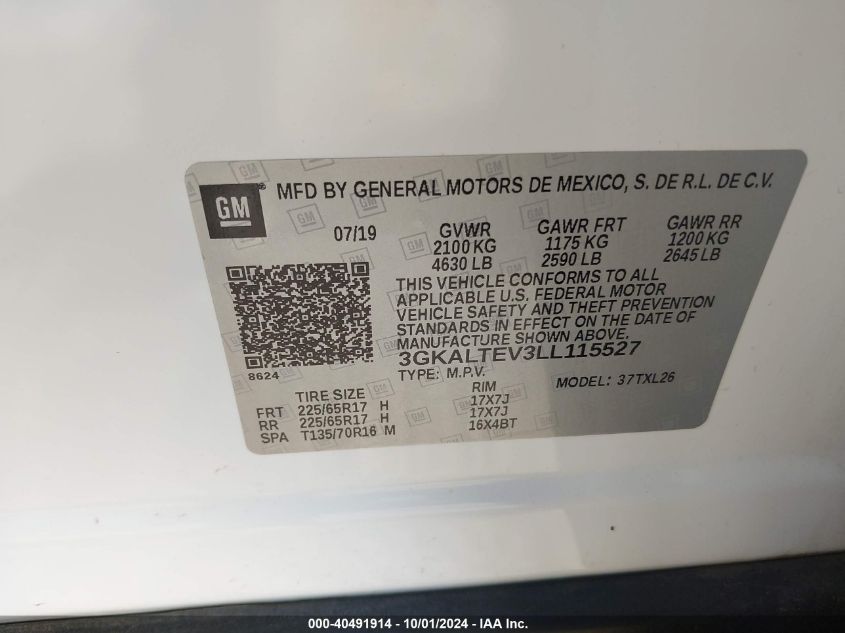 GM ® MFD BY GENERAL MOTORS DE MEXICO, S. DE R.L. DE C.V.
07/19 GVWR GAWR FRT GAWR RR
2100 KG 1175 KG 1200 KG
4630 LB 2590 LB 2645 LB
THIS VEHICLE CONFORMS TO ALL
APPLICABLE U.S. FEDERAL MOTOR
VEHICLE SAFETY AND THEFT PREVENTION
STANDARDS IN EFFECT ON THE DATE OF
MANUFACTURE SHOWN ABOVE.
3GKALTEV3LL115527
8624 TYPE: M.P.V. MODEL: 37TXL26
TIRE SIZE RIM
FRT 225/65R17 H 17X7J
RR 225/65R17 H 17X7J
SPA T135/70R16 M 16X4BT
000-40491914 - 10/01/2024 - IAA Inc.